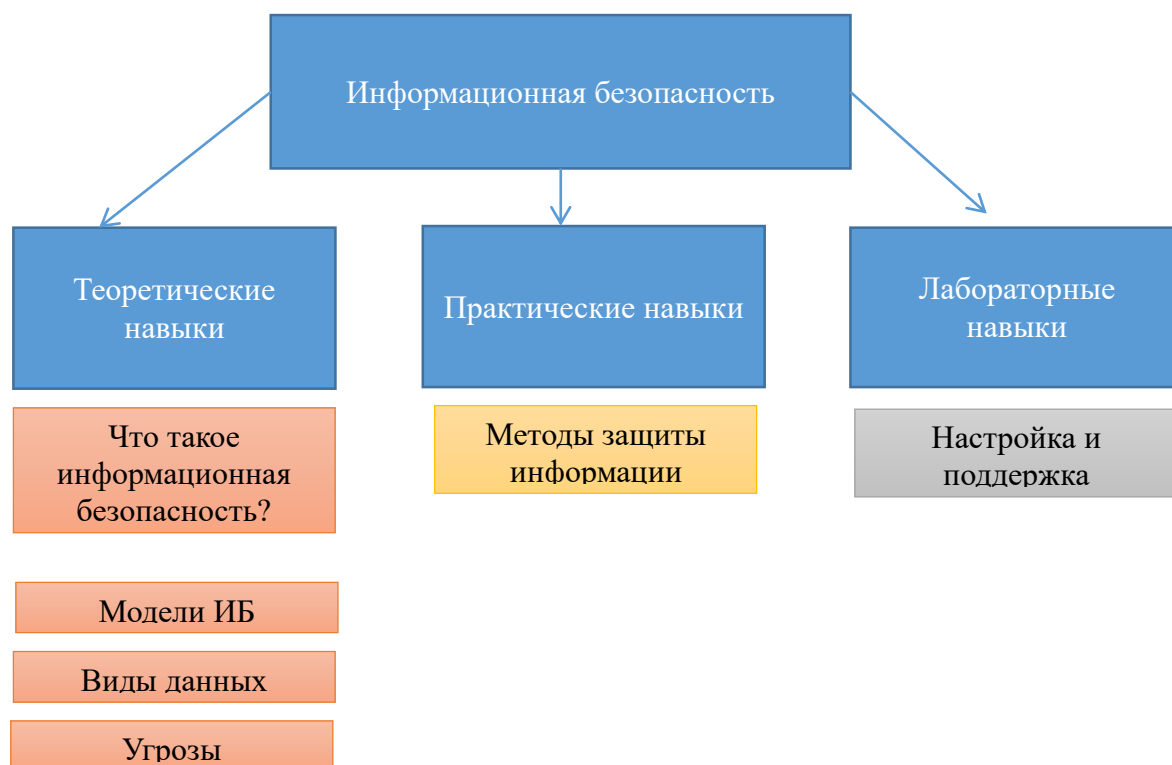 Информационная безопасность
Теоретические
навыки
Практические навыки
Лабораторные
навыки
Что такое
информационная
безопасность?
Методы защиты
информации
Настройка и
поддержка
Модели ИБ
Виды данных
Угрозы